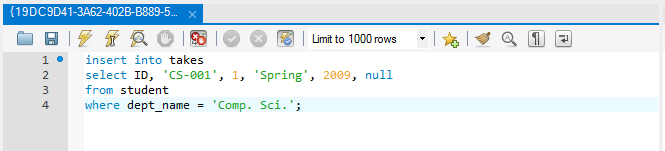 {19DC9D41-3A62-402B-B889-5...
Limit to 1000 rows
1 insert into takes
2 select ID, 'CS-001', 1, 'Spring', 2009, null
3 from student
4 where dept_name = 'Comp. Sci.';